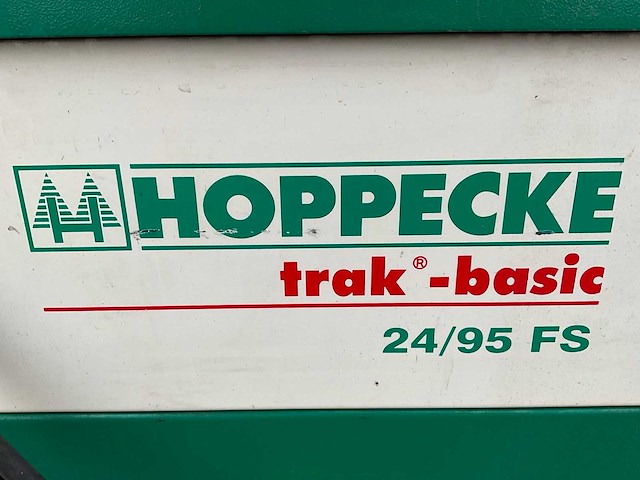 HOPPECKE
trak®-basic
24/95 FS